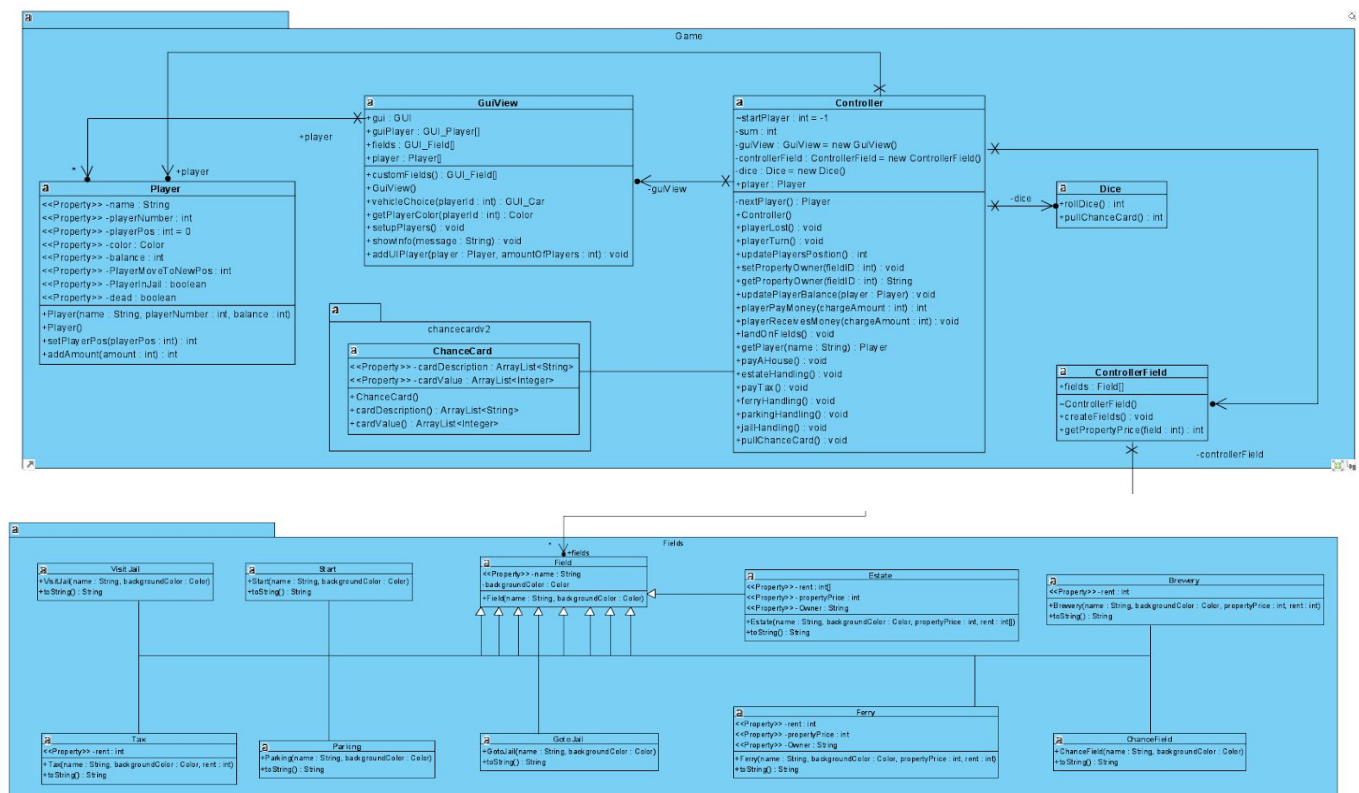 a
Game
a
GuiView
+gui : GUI
+guiPlayer : GUI_Player[]
+fields : GUI_Field[]
+player : Player[]
+customFields() : GUI_Field[]
+GuiView()
+vehicleChoice(playerId : int) : GUI_Car
+getPlayerColor(playerId : int) : Color
+setupPlayers() : void
+showInfo(message : String) : void
+addUIPlayer(player : Player, amountOfPlayers : int) : void
a
Controller
~startPlayer : int = -1
-sum : int
-guiView : GuiView = new GuiView()
-controllerField : ControllerField = new ControllerField()
-dice : Dice = new Dice()
+player : Player
-nextPlayer() : Player
+Controller()
+playerLost() : void
+playerTurn() : void
+updatePlayersPosition() : int
+setPropertyOwner(fieldID : int) : void
+getPropertyOwner(fieldID : int) : String
+updatePlayerBalance(player : Player) : void
+playerPayMoney(chargeAmount : int) : int
+playerReceivesMoney(chargeAmount : int) : void
+landOnFields() : void
+getPlayer(name : String) : Player
+payAHouse() : void
+estateHandling() : void
+payTax() : void
+ferryHandling() : void
+parkingHandling() : void
+jailHandling() : void
+pullChanceCard() : void
+player
*
+player
-guiView
-dice
a
Player
<<Property>> -name : String
<<Property>> -playerNumber : int
<<Property>> -playerPos : int = 0
<<Property>> -color : Color
<<Property>> -balance : int
<<Property>> -PlayerMoveToNewPos : int
<<Property>> -PlayerInJail : boolean
<<Property>> -dead : boolean
+Player(name : String, playerNumber : int, balance : int)
+Player()
+setPlayerPos(playerPos : int) : int
+addAmount(amount : int) : int
a
Dice
+rollDice() : int
+pullChanceCard() : int
a
chancecardv2
a
ChanceCard
<<Property>> -cardDescription : ArrayList<String>
<<Property>> -cardValue : ArrayList<Integer>
+ChanceCard()
+cardDescription() : ArrayList<String>
+cardValue() : ArrayList<Integer>
a
ControllerField
+fields : Field[]
~ControllerField()
+createFields() : void
+getPropertyPrice(field : int) : int
-controllerField
a
Fields
*
+fields
a
Visit Jail
+VisitJail(name : String, backgroundColor : Color)
+toString() : String
a
Start
+Start(name : String, backgroundColor : Color)
+toString() : String
a
Field
<<Property>> -name : String
-backgroundColor : Color
+Field(name : String, backgroundColor : Color)
a
Estate
<<Property>> -rent : int[]
<<Property>> -propertyPrice : int
<<Property>> -Owner : String
+Estate(name : String, backgroundColor : Color, propertyPrice : int, rent : int[])
+toString() : String
a
Brewery
<<Property>> -rent : int
+Brewery(name : String, backgroundColor : Color, propertyPrice : int, rent : int)
+toString() : String
a
Tax
<<Property>> -rent : int
+Tax(name : String, backgroundColor : Color, rent : int)
+toString() : String
a
Parking
+Parking(name : String, backgroundColor : Color)
+toString() : String
a
GotoJail
+GotoJail(name : String, backgroundColor : Color)
+toString() : String
a
Ferry
<<Property>> -rent : int
<<Property>> -propertyPrice : int
<<Property>> -Owner : String
+Ferry(name : String, backgroundColor : Color, propertyPrice : int, rent : int)
+toString() : String
a
ChanceField
+ChanceField(name : String, backgroundColor : Color)
+toString() : String